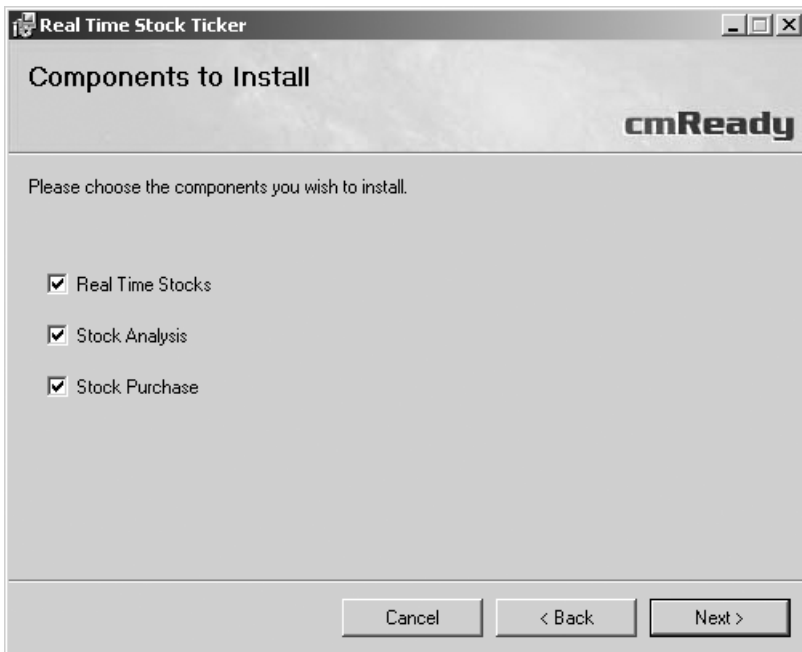 Real Time Stock Ticker
Components to Install
cmReady
Please choose the components you wish to install.
Real Time Stocks
Stock Analysis
Stock Purchase
Cancel
< Back
Next >